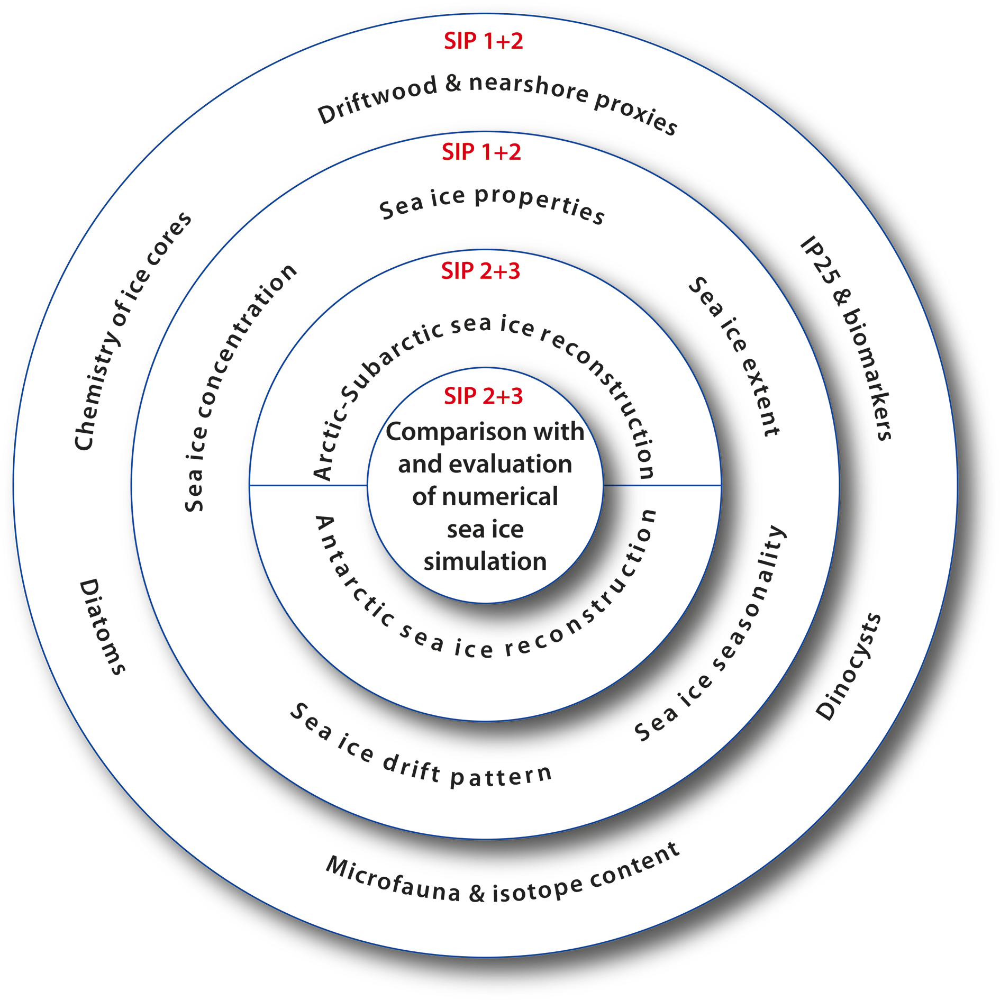 SIP 1+2
Driftwood & nearshore proxies
IP25 & biomarkers
Dinocysts
Microfauna & isotope content
Diatoms
Chemistry of ice cores
SIP 1+2
Sea ice properties
Sea ice extent
Sea ice seasonality
Sea ice drift pattern
Sea ice concentration
SIP 2+3
Arctic-Subarctic sea ice reconstruction
Antarctic sea ice reconstruction
SIP 2+3
Comparison with
and evaluation
of numerical
sea ice
simulation